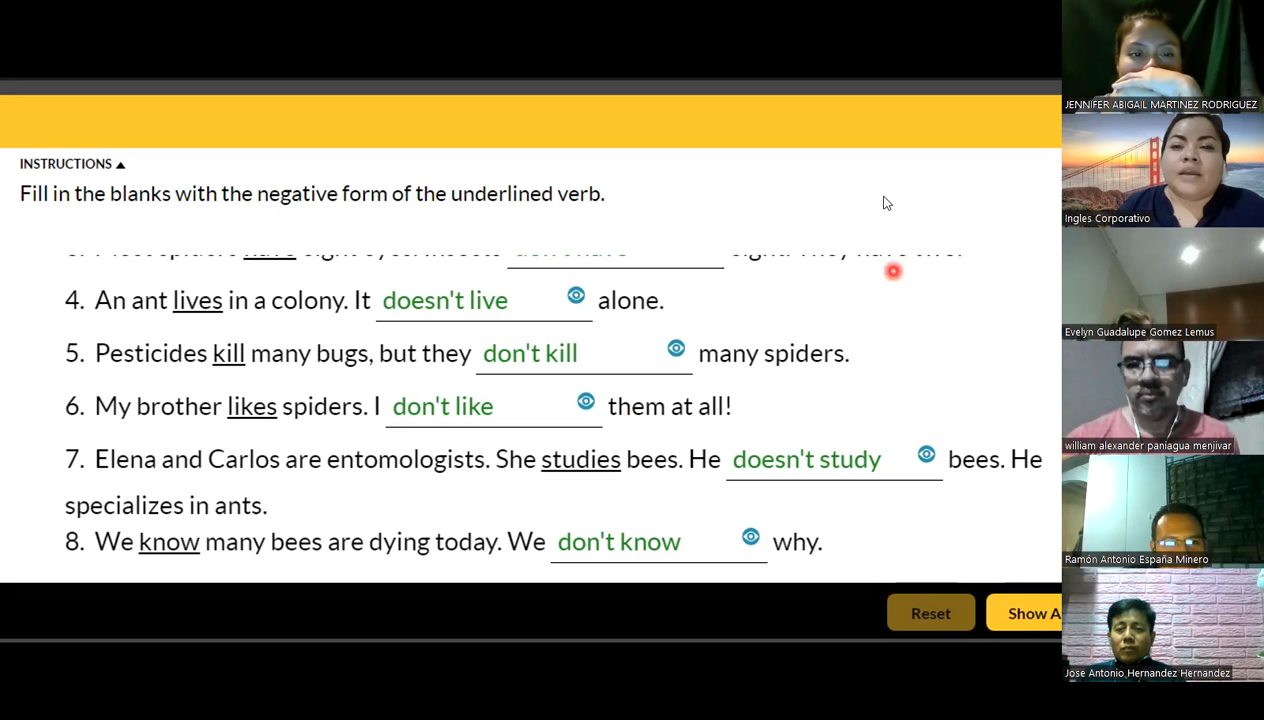 INSTRUCTIONS
Fill in the blanks with the negative form of the underlined verb.
4. An ant lives in a colony. It doesn't live alone.
5. Pesticides kill many bugs, but they don't kill many spiders.
6. My brother likes spiders. I don't like them at all!
7. Elena and Carlos are entomologists. She studies bees. He doesn't study bees. He
specializes in ants.
8. We know many bees are dying today. We don't know why.
Reset
Show A
JENNIFER ABIGAIL MARTINEZ RODRIGUEZ
Ingles Corporativo
Evelyn Guadalupe Gomez Lemus
william alexander paniagua menjivar
Ramón Antonio España Minero
Jose Antonio Hernandez Hernandez